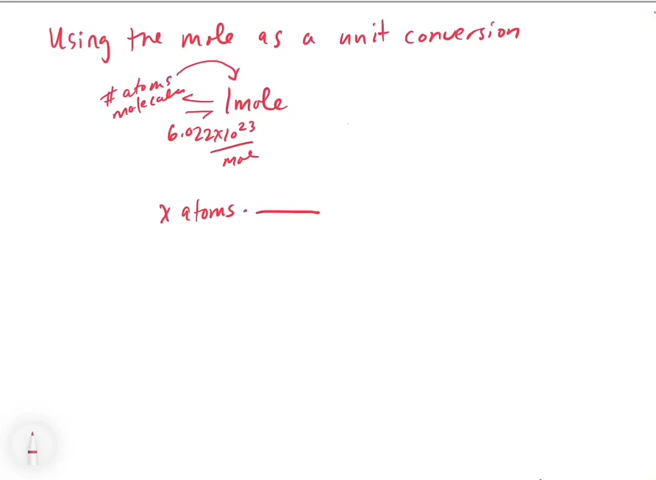 Using the mole as a unit conversion
# atoms
molecules
1 mole
6.022x10^23
mol
x atoms ·